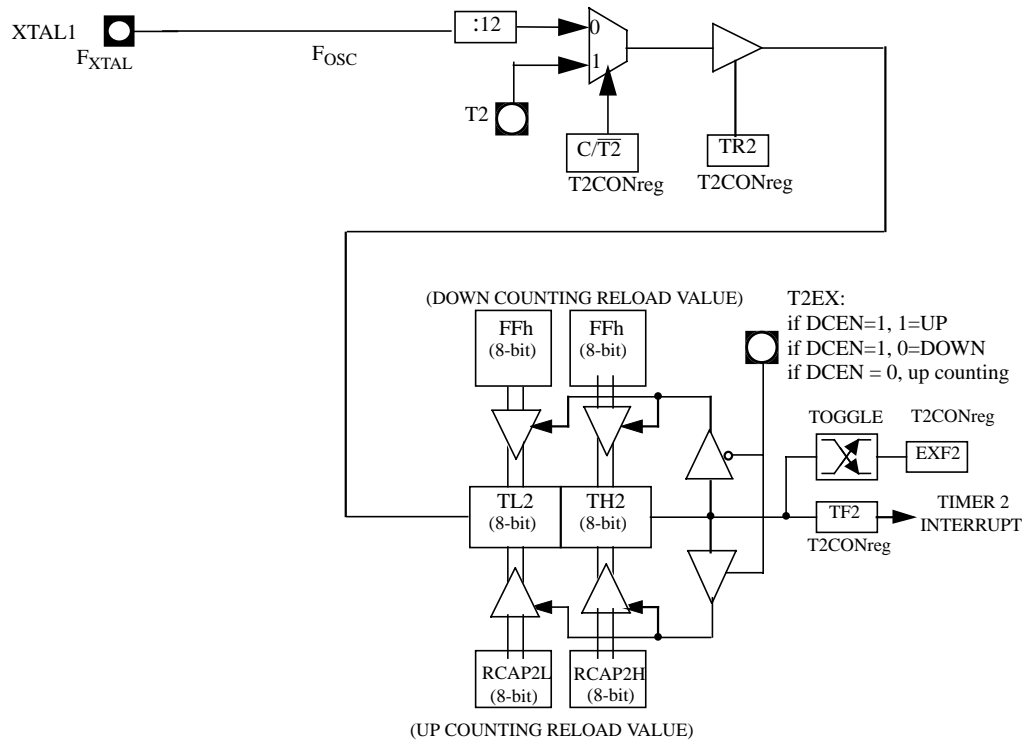 XTAL1
FXTAL
FOSC
:12
0
1
T2
C/T̅2̅
T2CONreg
TR2
T2CONreg
(DOWN COUNTING RELOAD VALUE)
FFh
(8-bit)
FFh
(8-bit)
T2EX:
if DCEN=1, 1=UP
if DCEN=1, 0=DOWN
if DCEN = 0, up counting
TOGGLE
T2CONreg
EXF2
TL2
(8-bit)
TH2
(8-bit)
TF2
T2CONreg
TIMER 2
INTERRUPT
RCAP2L
(8-bit)
RCAP2H
(8-bit)
(UP COUNTING RELOAD VALUE)